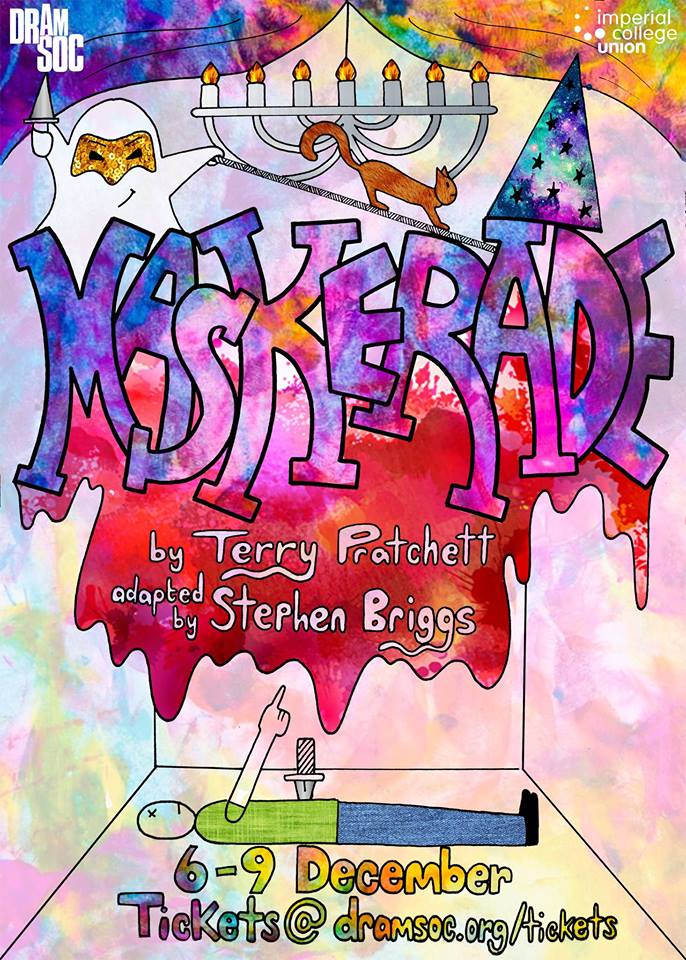 DRAM
SOC
imperial
college
union
MASKERADE
by Terry Pratchett
adapted
by Stephen Briggs
6-9 December
Tickets@ dramsoc.org/tickets